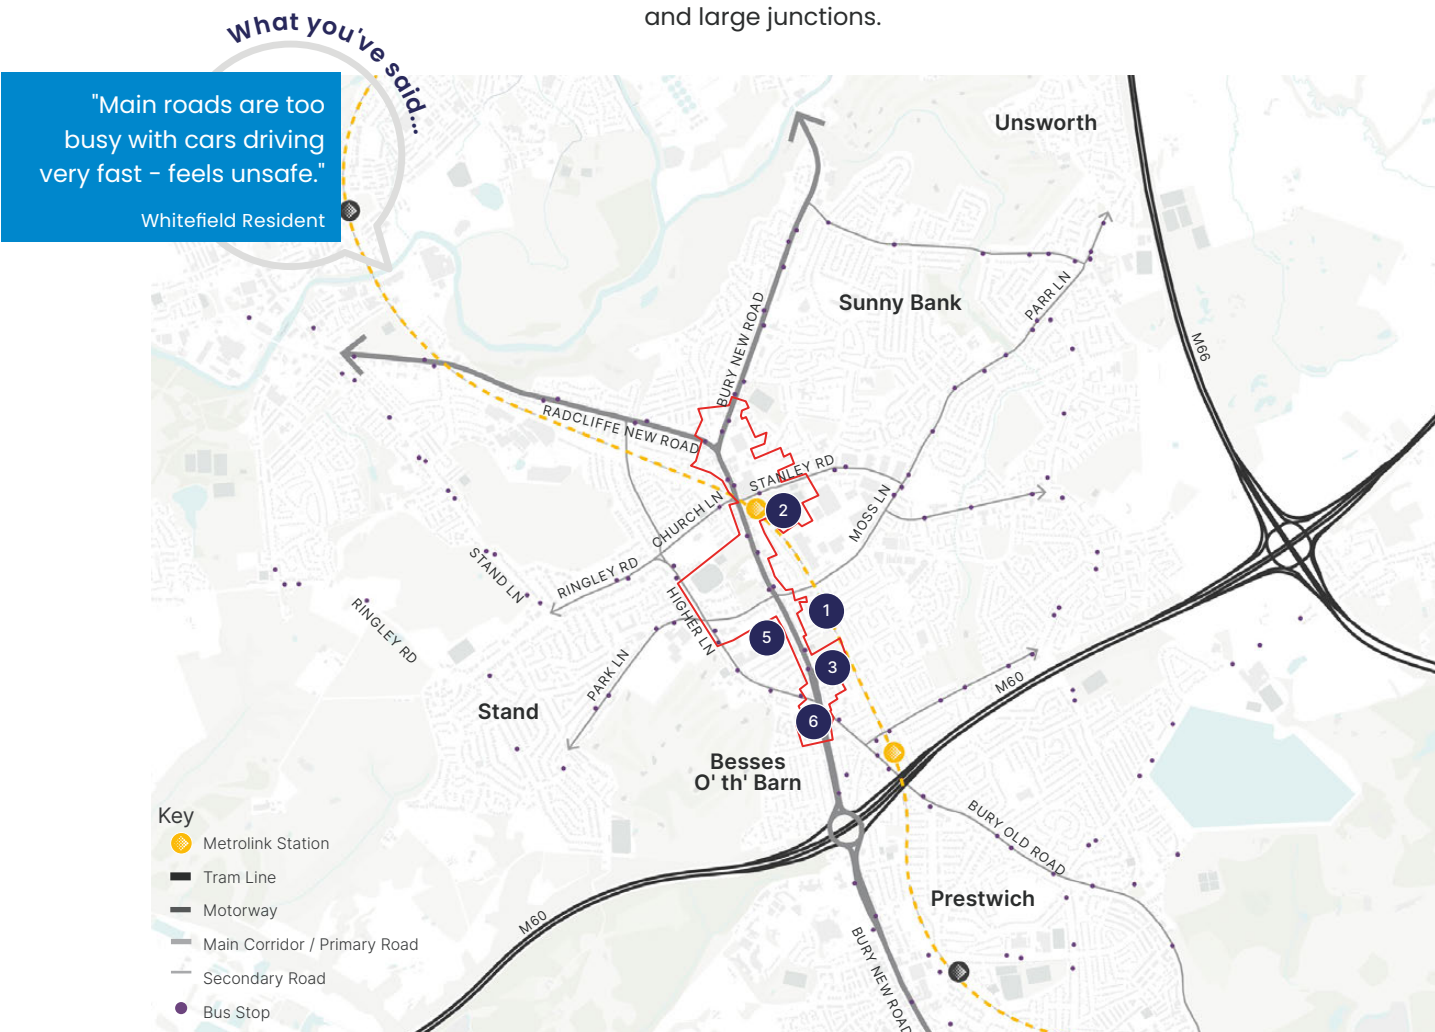 and large junctions.
What you've said...
"Main roads are too
busy with cars driving
very fast - feels unsafe."
Whitefield Resident
Unsworth
Sunny Bank
PARR LN
M66
BURY NEW ROAD
RADCLIFFE NEW ROAD
STANLEY RD
2
CHURCH LN
MOSS LN
STAND LN
RINGLEY RD
RINGLEY RD
HIGHER LN
1
5
3
PARK LN
M60
Stand
6
Besses
O' th' Barn
BURY OLD ROAD
Prestwich
M60
BURY NEW ROAD
Key
Metrolink Station
Tram Line
Motorway
Main Corridor / Primary Road
Secondary Road
Bus Stop